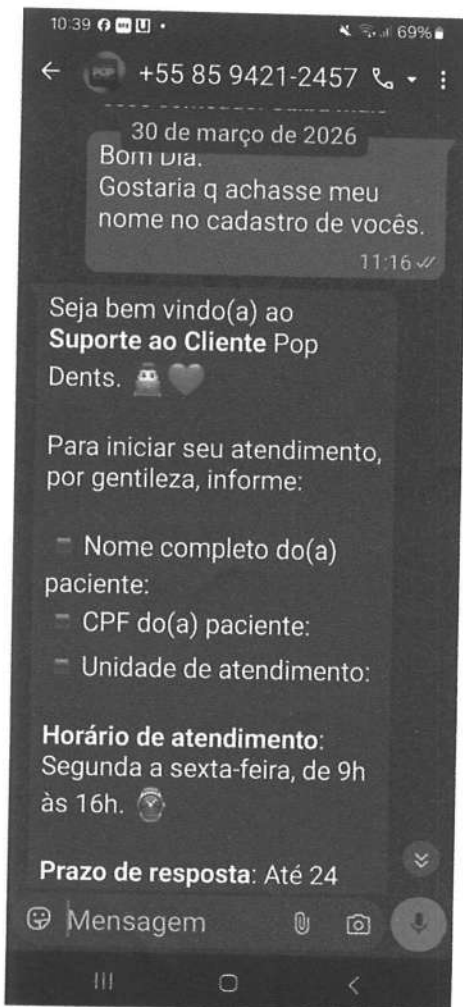 10:39
69%
POP
+55 85 9421-2457
30 de março de 2026
Bom Dia.
Gostaria q achasse meu
nome no cadastro de vocês.
11:16
Seja bem vindo(a) ao
Suporte ao Cliente Pop
Dents.
Para iniciar seu atendimento,
por gentileza, informe:
Nome completo do(a)
paciente:
CPF do(a) paciente:
Unidade de atendimento:
Horário de atendimento:
Segunda a sexta-feira, de 9h
às 16h.
Prazo de resposta: Até 24
Mensagem